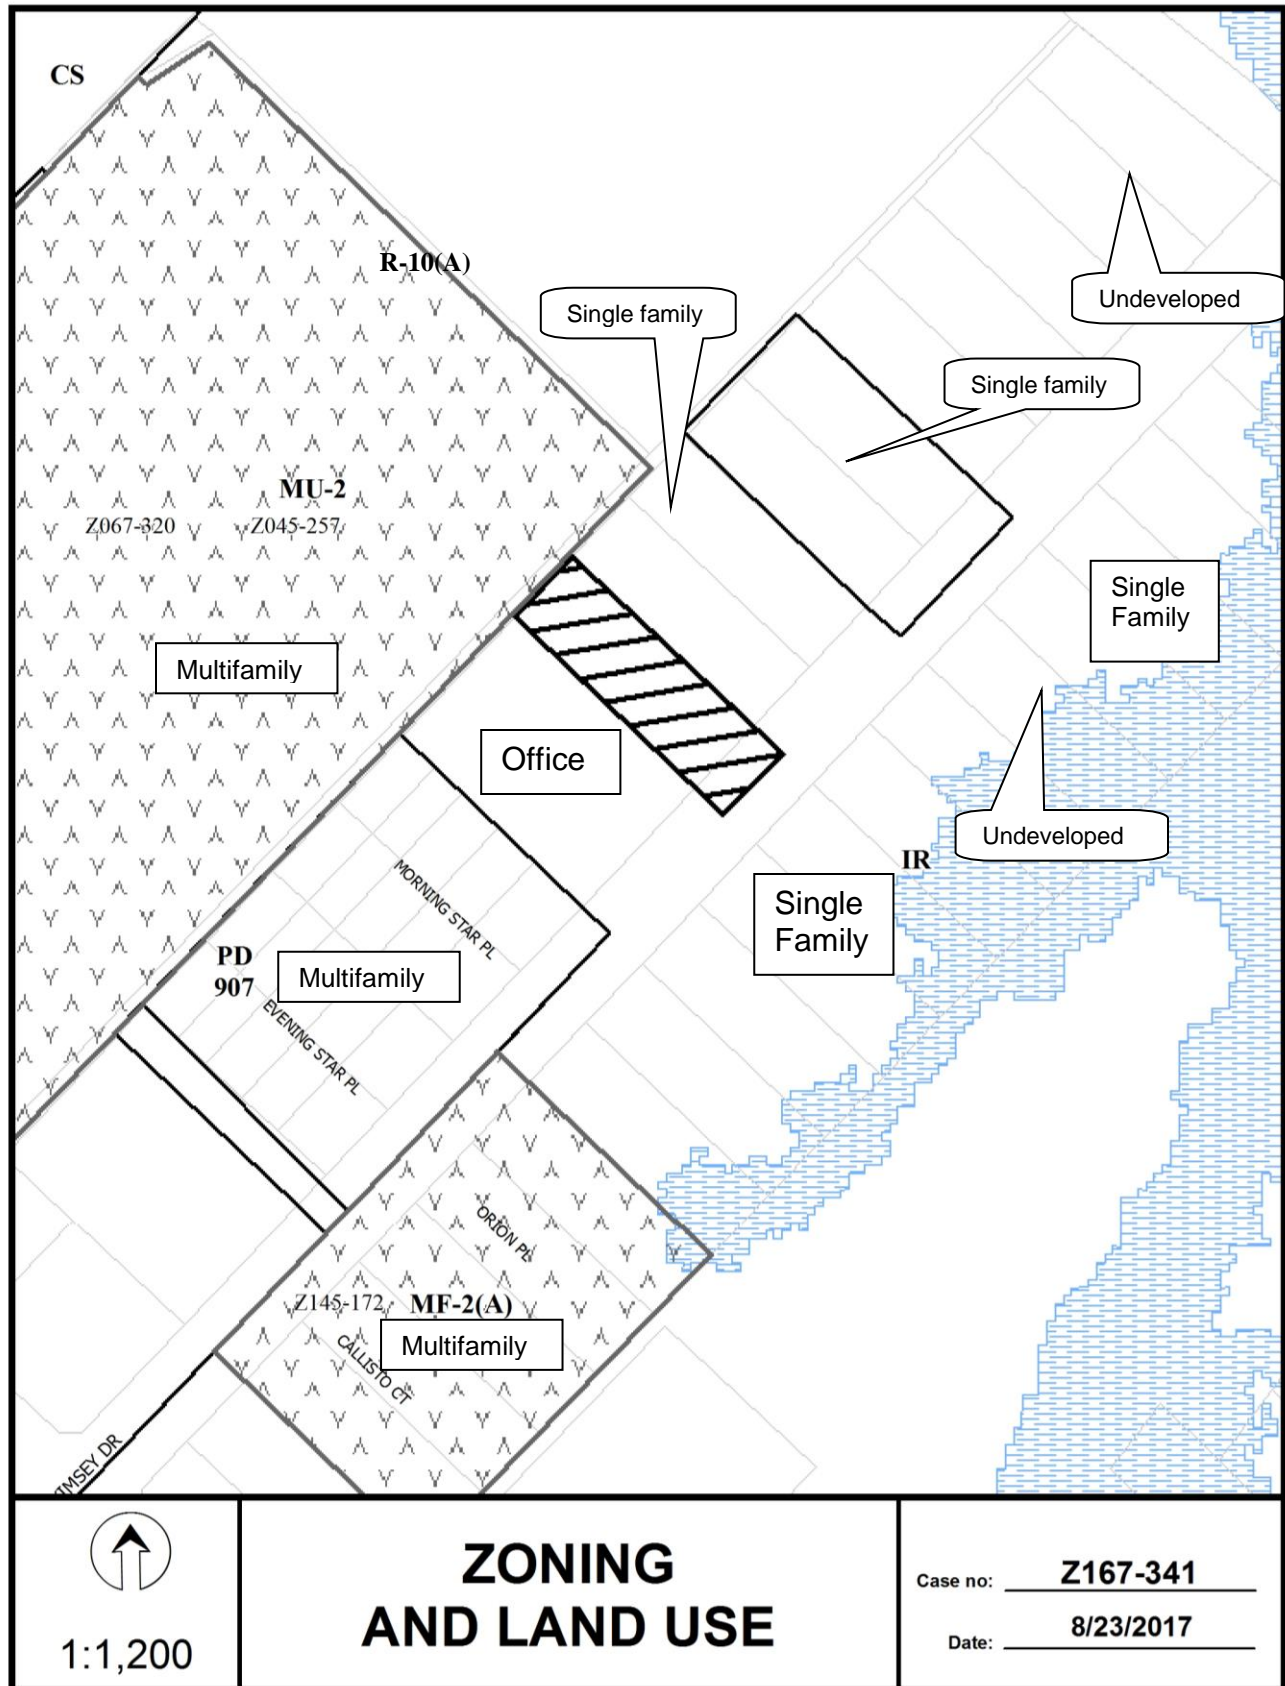 CS
R-10(A)
Undeveloped
Single family
Single family
MU-2
Z067-320
Z045-257
Single
Family
Multifamily
Office
Undeveloped
IR
MORNING STAR PL
Single
Family
PD
907
Multifamily
EVENING STAR PL
ORION PL
Z145-172
MF-2(A)
Multifamily
CALLISTO CT
IMSEY DR
1:1,200
ZONING
AND LAND USE
Case no: Z167-341
Date: 8/23/2017